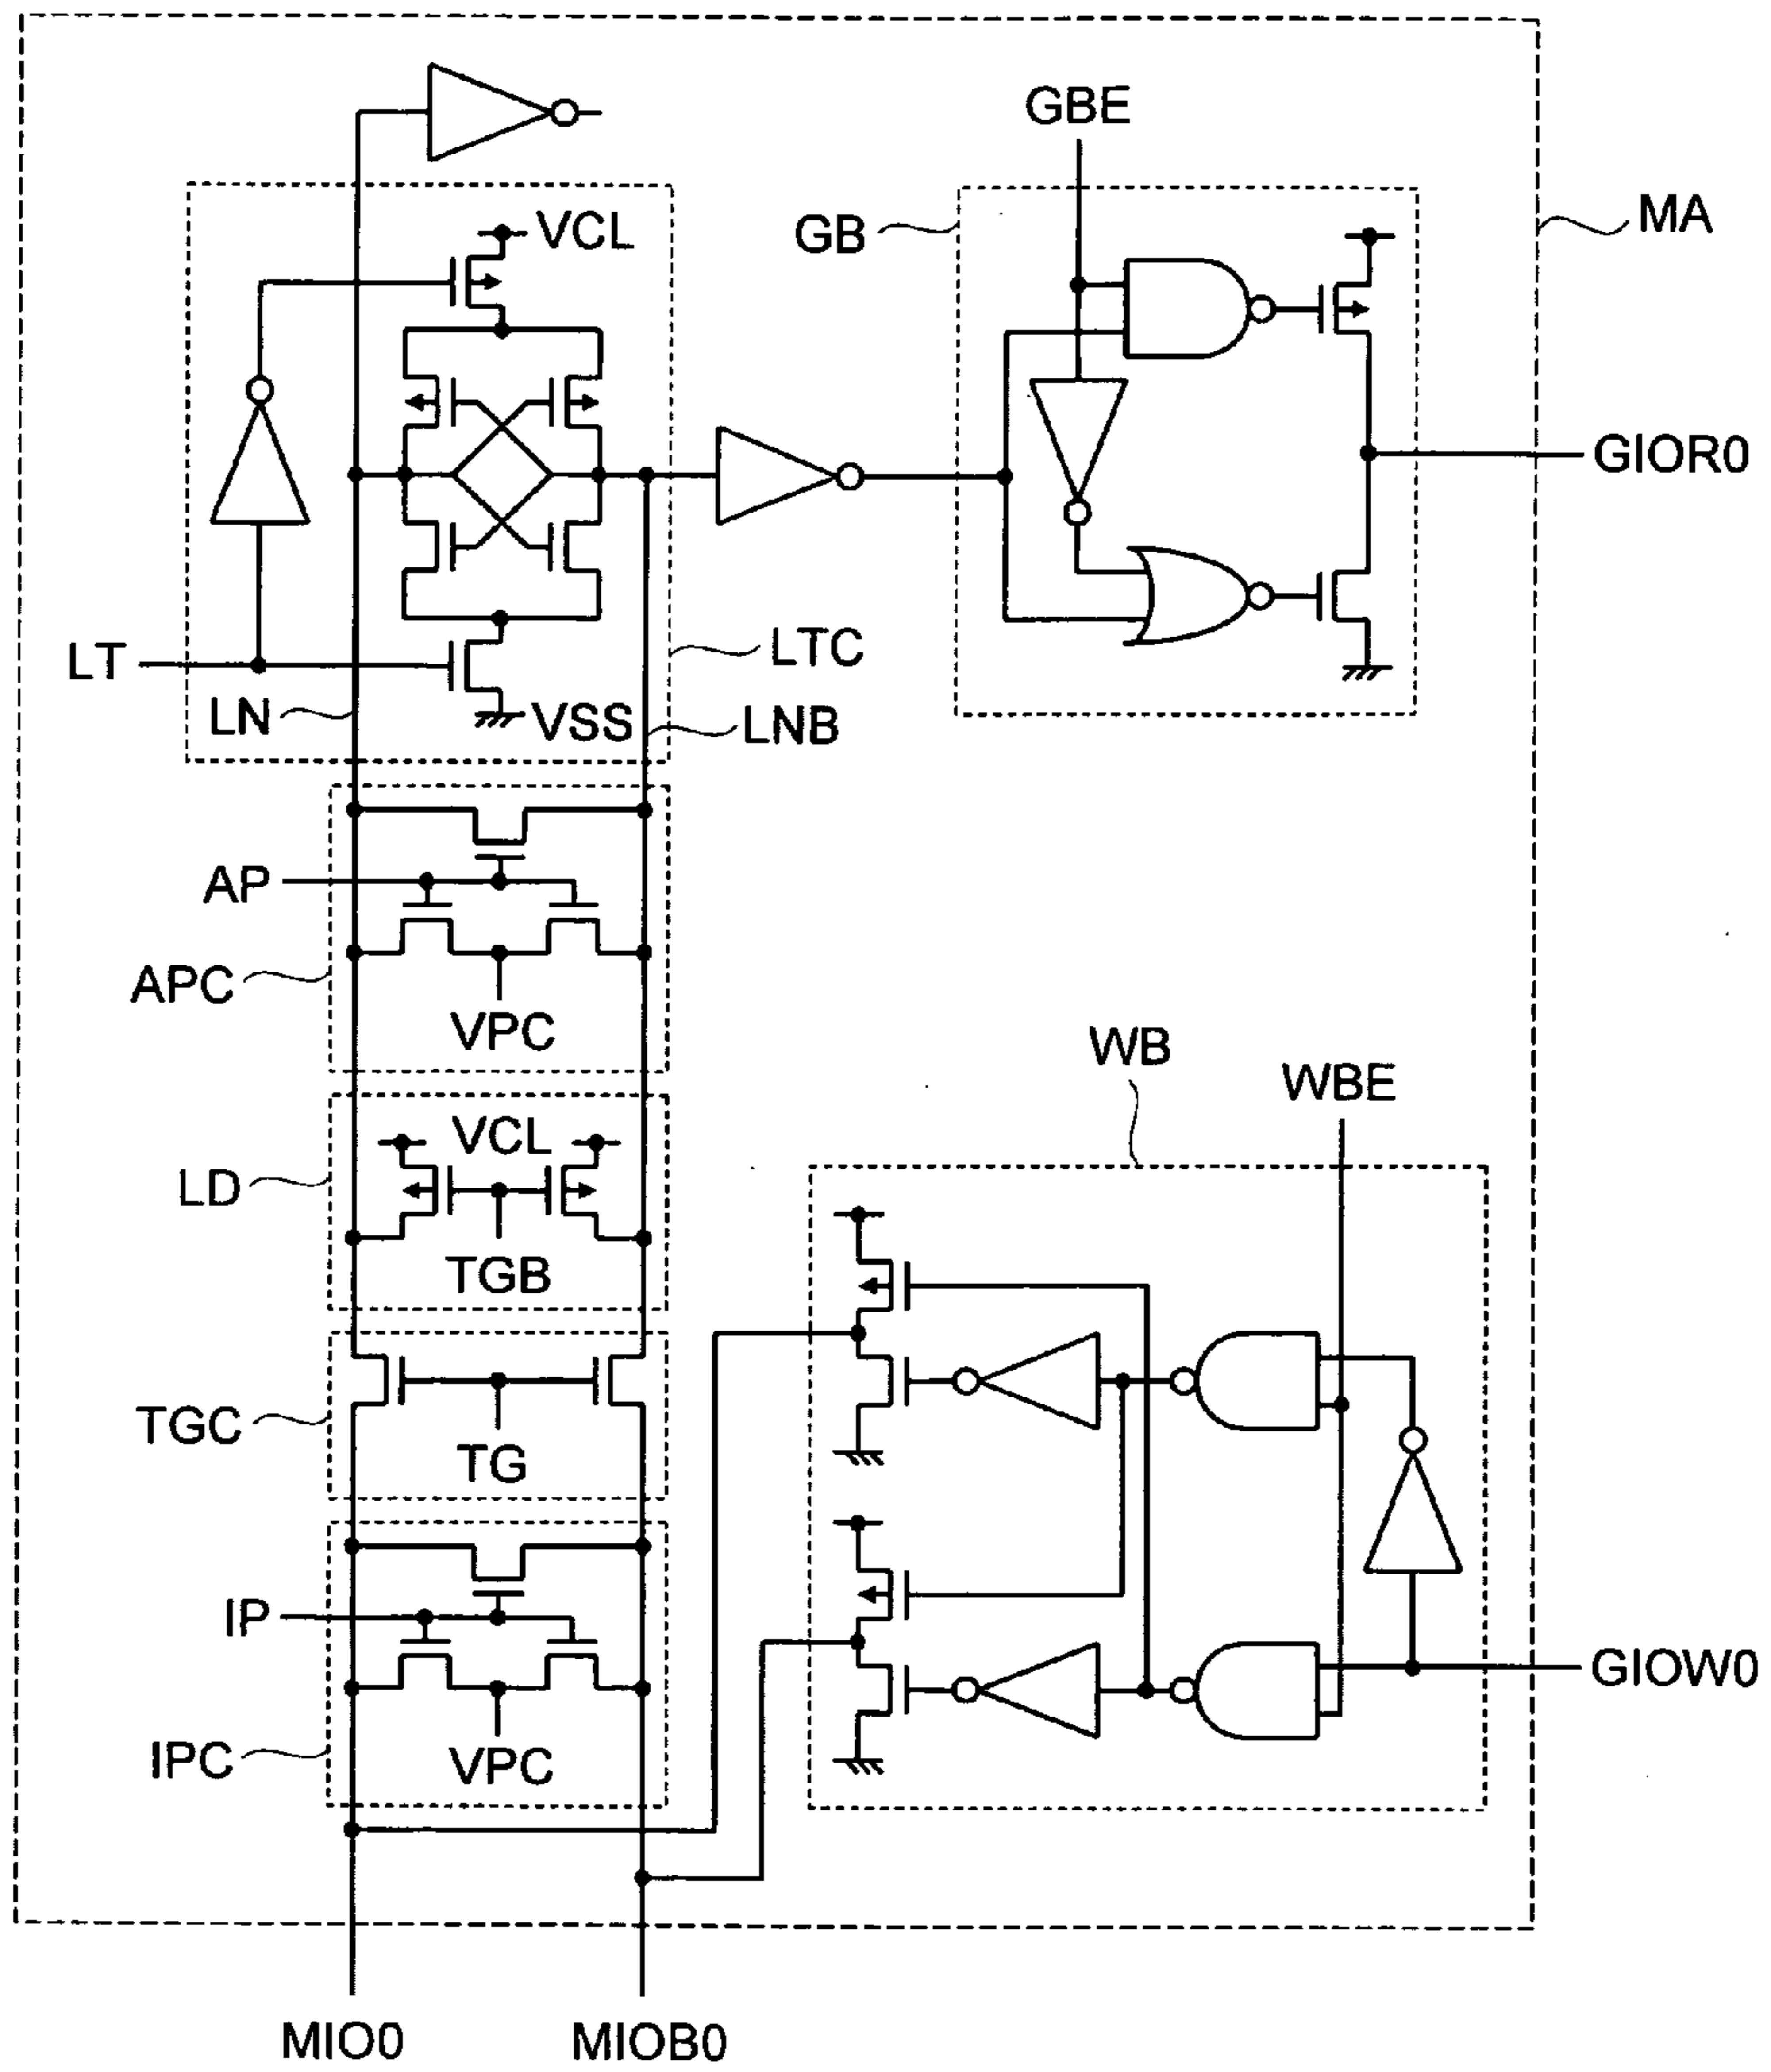 GBE
MA
GB
VCL
GIOR0
LT
LTC
LN
VSS
LNB
AP
APC
VPC
WB
WBE
VCL
LD
TGB
TGC
TG
IP
GIOW0
IPC
VPC
MIO0
MIOB0